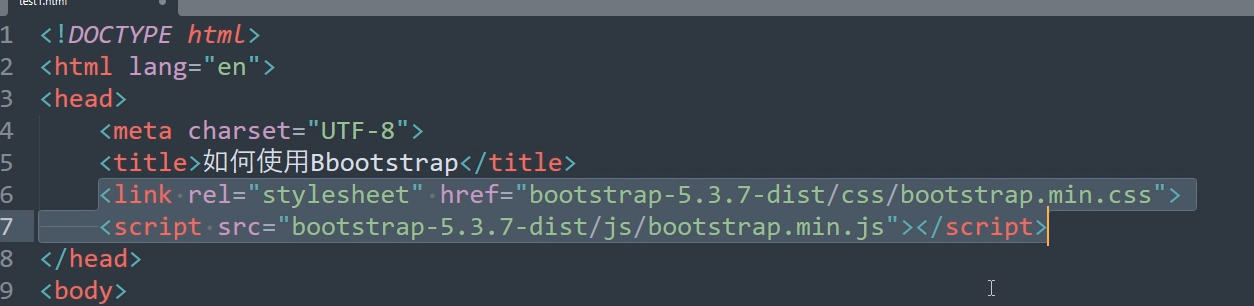 test1.html
1 <!DOCTYPE html>
2 <html lang="en">
3 <head>
4 <meta charset="UTF-8">
5 <title>如何使用Bbootstrap</title>
6 <link rel="stylesheet" href="bootstrap-5.3.7-dist/css/bootstrap.min.css">
7 <script src="bootstrap-5.3.7-dist/js/bootstrap.min.js"></script>
8 </head>
9 <body>